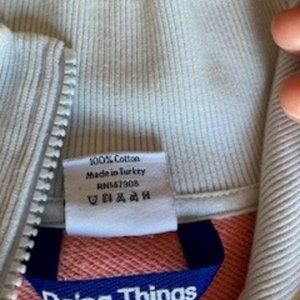 100% Cotton
Made in Turkey
RN147908
Doing Things